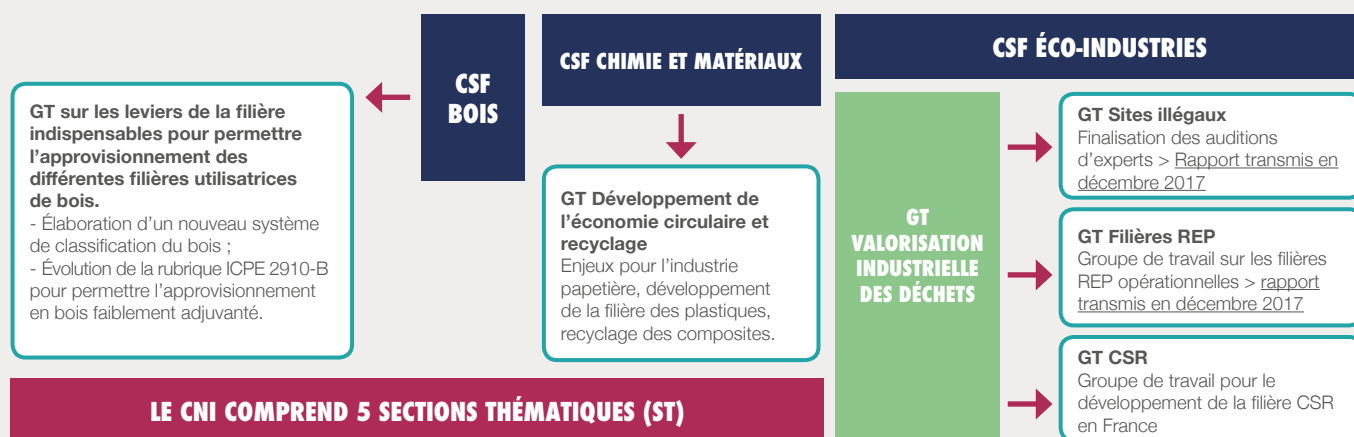 CSF
BOIS
GT sur les leviers de la filière
indispensables pour permettre
l’approvisionnement des
différentes filières utilisatrices
de bois.
- Élaboration d’un nouveau système
de classification du bois ;
- Évolution de la rubrique ICPE 2910-B
pour permettre l’approvisionnement
en bois faiblement adjuvanté.
CSF CHIMIE ET MATÉRIAUX
GT Développement de
l’économie circulaire et
recyclage
Enjeux pour l’industrie
papetière, développement
de la filière des plastiques,
recyclage des composites.
CSF ÉCO-INDUSTRIES
GT
VALORISATION
INDUSTRIELLE
DES DÉCHETS
GT Sites illégaux
Finalisation des auditions
d’experts > Rapport transmis en
décembre 2017
GT Filières REP
Groupe de travail sur les filières
REP opérationnelles > rapport
transmis en décembre 2017
GT CSR
Groupe de travail pour le
développement de la filière CSR
en France
LE CNI COMPREND 5 SECTIONS THÉMATIQUES (ST)